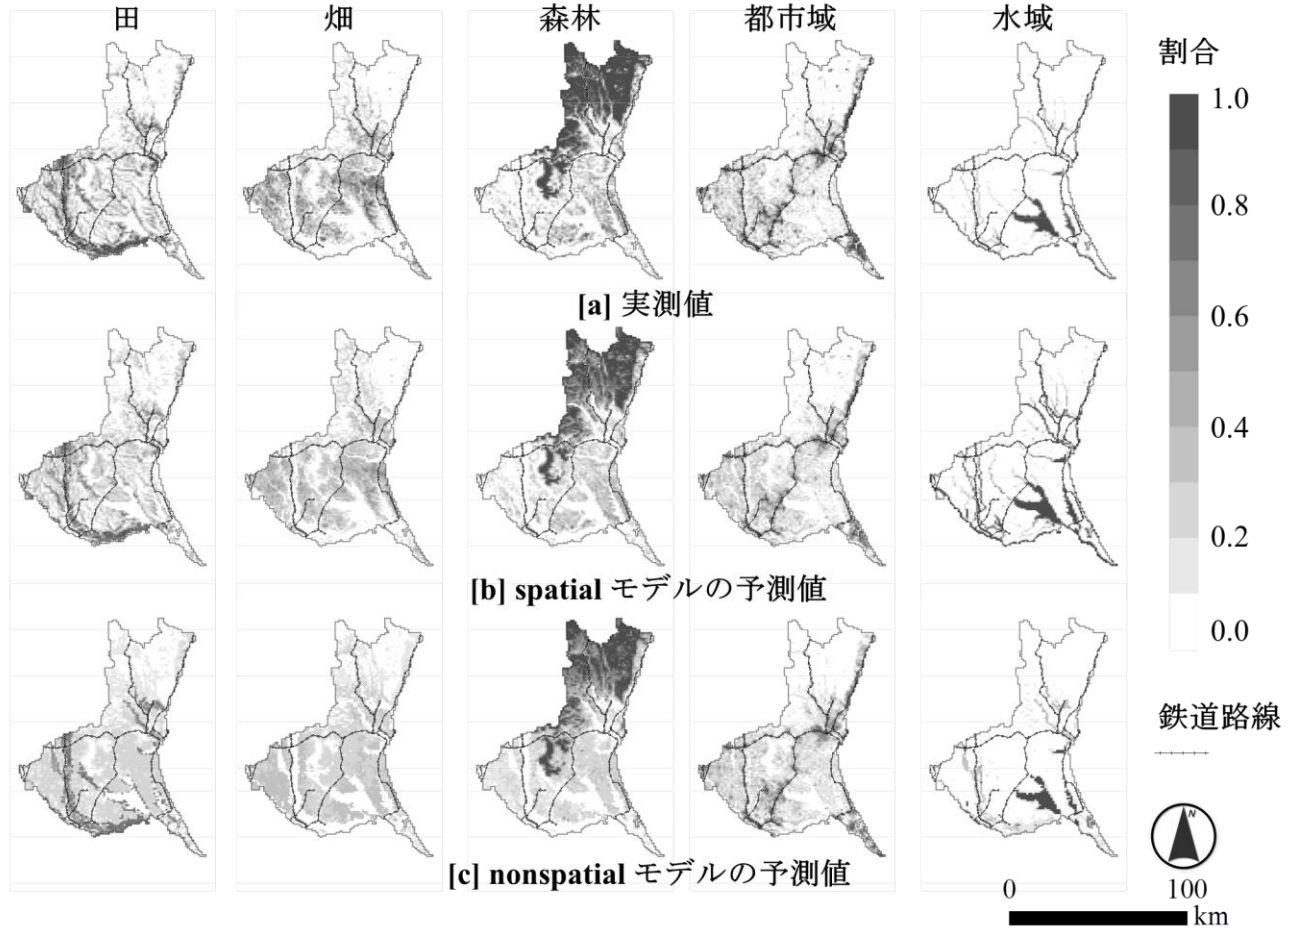 田 畑 森林 都市域 水域
割合
1.0
0.8
0.6
0.4
0.2
0.0
[a] 実測値
[b] spatial モデルの予測値
[c] nonspatial モデルの予測値
鉄道路線
N
0 100
km